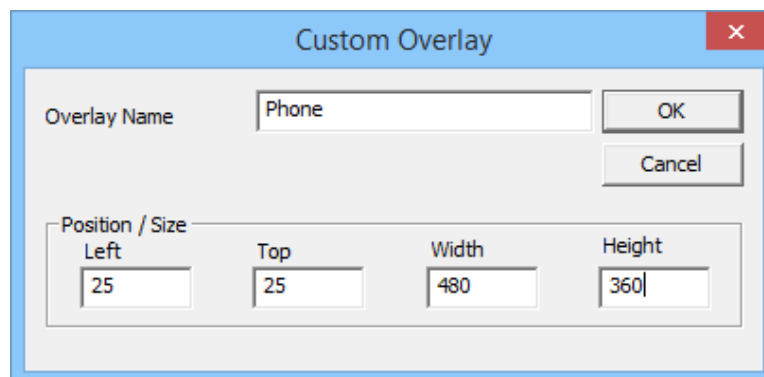 Custom Overlay
Overlay Name Phone OK
Cancel
Position / Size
Left Top Width Height
25 25 480 360